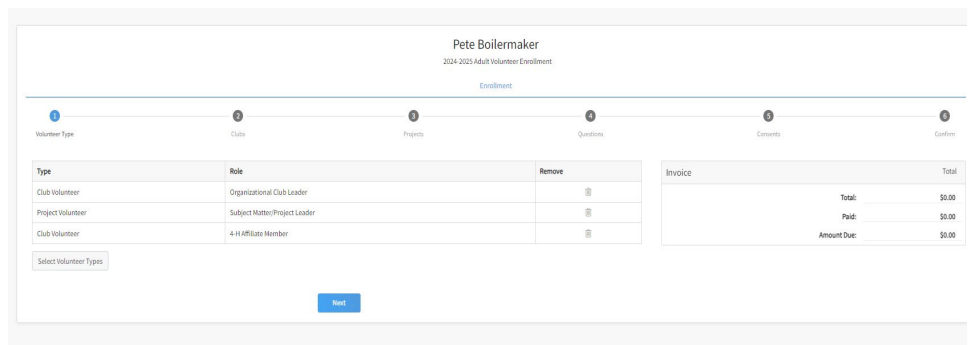 Pete Boilermaker
2024-2025 Adult Volunteer Enrollment
Enrollment
1 2 3 4 5 6
Volunteer Type Clubs Projects Questions Consents Confirm
Type Role Remove
Club Volunteer Organizational Club Leader
Project Volunteer Subject Matter/Project Leader
Club Volunteer 4-H Affiliate Member
Select Volunteer Types
Invoice Total
Total: $0.00
Paid: $0.00
Amount Due: $0.00
Next